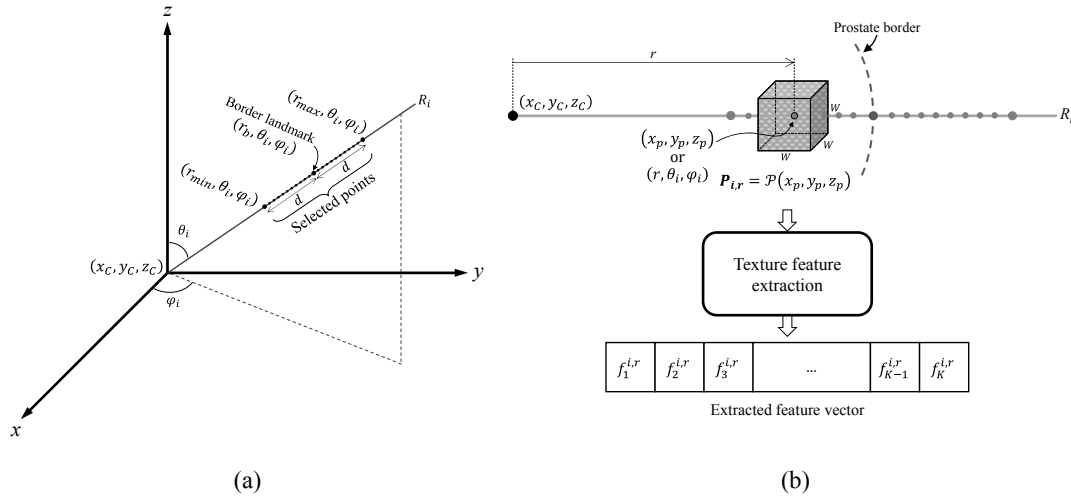 z
(r_max, θ_i, φ_i)
R_i
Border landmark
(r_b, θ_i, φ_i)
(r_min, θ_i, φ_i)
d
d
Selected points
θ_i
(x_C, y_C, z_C)
y
φ_i
x
(a)
Prostate border
r
(x_C, y_C, z_C)
W
R_i
(x_p, y_p, z_p)
W
W
or
(r, θ_i, φ_i)
P_{i,r} = 𝒫(x_p, y_p, z_p)
Texture feature
extraction
f_1^{i,r} f_2^{i,r} f_3^{i,r} ... f_{K-1}^{i,r} f_K^{i,r}
Extracted feature vector
(b)